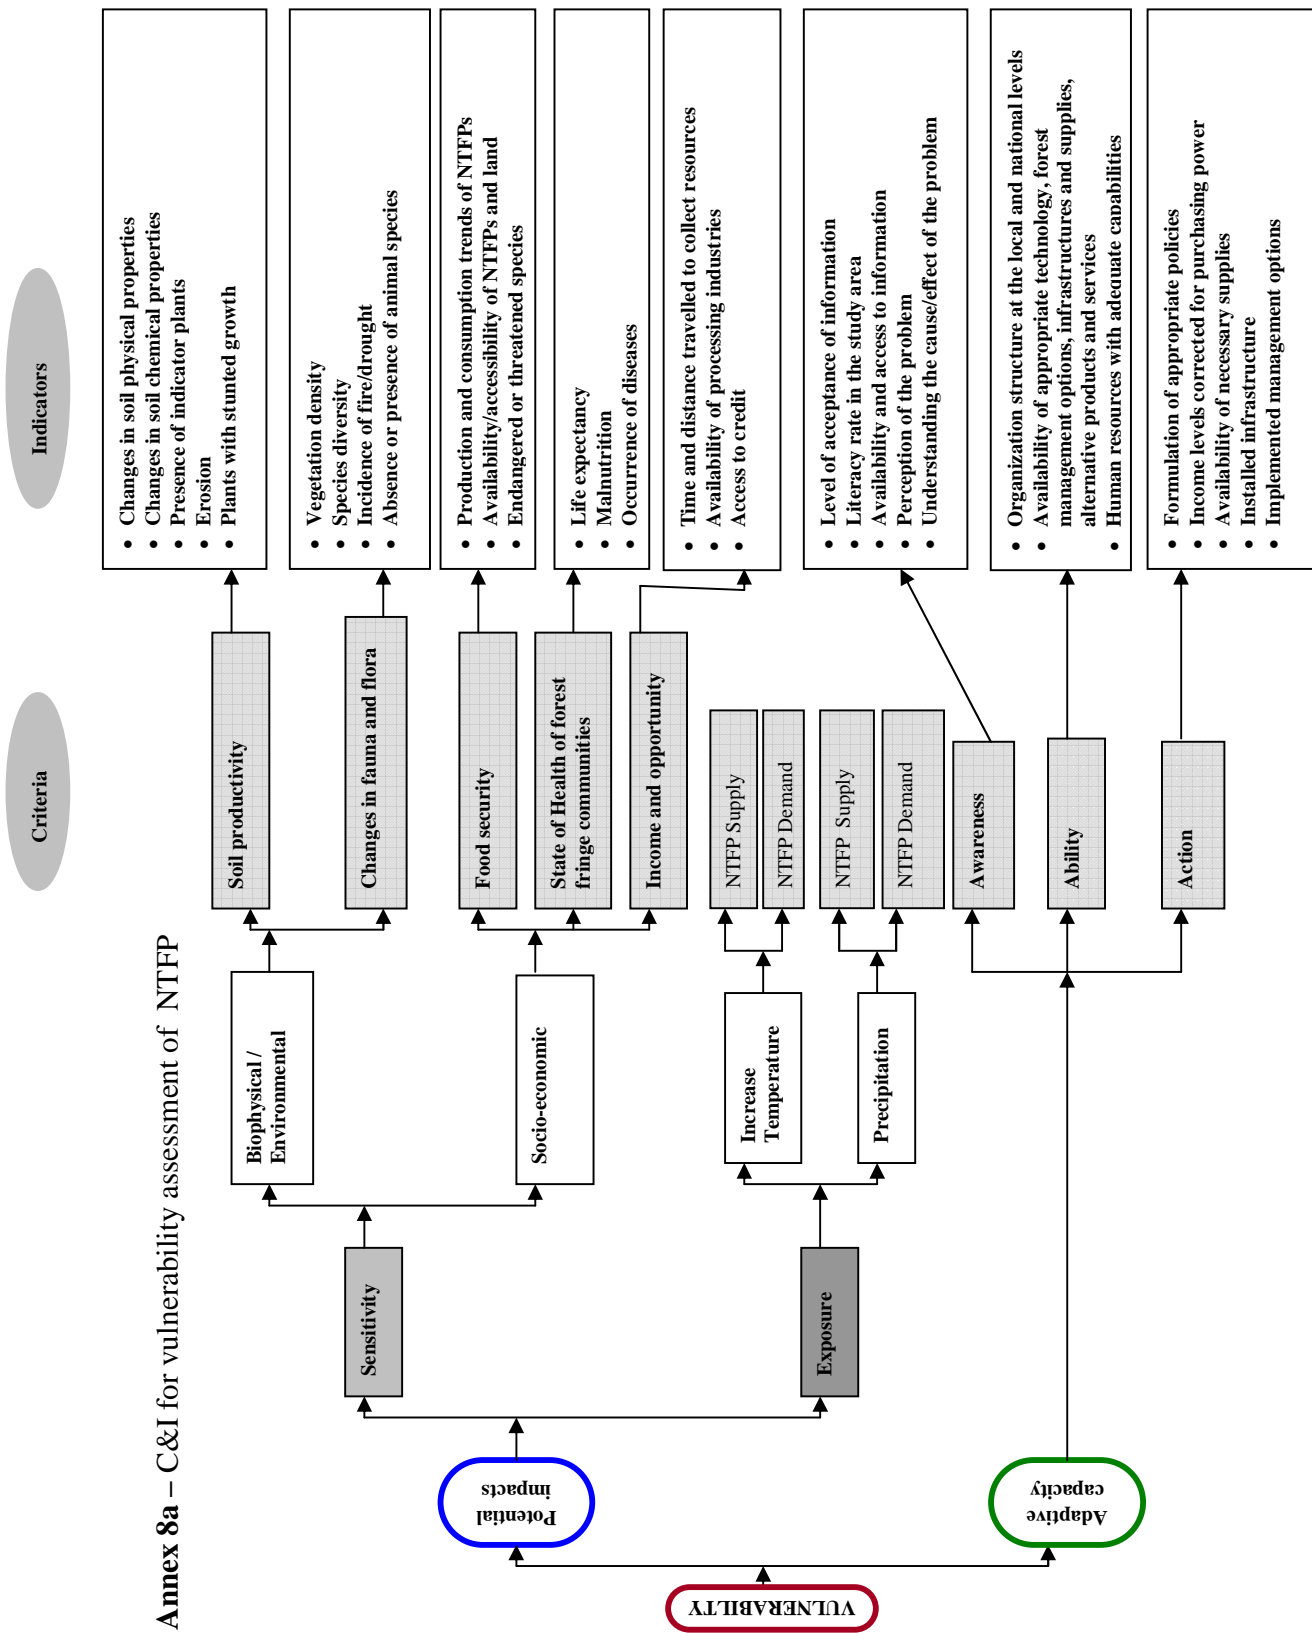 Annex 8a – C&I for vulnerability assessment of NTFP
Criteria
Indicators
VULNERABILTY
Potential
impacts
Adaptive
capacity
Sensitivity
Exposure
Biophysical /
Environmental
Socio-economic
Increase
Temperature
Precipitation
Soil productivity
Changes in fauna and flora
Food security
State of Health of forest
fringe communities
Income and opportunity
NTFP Supply
NTFP Demand
NTFP Supply
NTFP Demand
Awareness
Ability
Action
• Changes in soil physical properties
• Changes in soil chemical properties
• Presence of indicator plants
• Erosion
• Plants with stunted growth
• Vegetation density
• Species diversity
• Incidence of fire/drought
• Absence or presence of animal species
• Production and consumption trends of NTFPs
• Availability/accessibility of NTFPs and land
• Endangered or threatened species
• Life expectancy
• Malnutrition
• Occurrence of diseases
• Time and distance travelled to collect resources
• Availability of processing industries
• Access to credit
• Level of acceptance of information
• Literacy rate in the study area
• Availability and access to information
• Perception of the problem
• Understanding the cause/effect of the problem
• Organization structure at the local and national levels
• Availability of appropriate technology, forest
management options, infrastructures and supplies,
alternative products and services
• Human resources with adequate capabilities
• Formulation of appropriate policies
• Income levels corrected for purchasing power
• Availability of necessary supplies
• Installed infrastructure
• Implemented management options